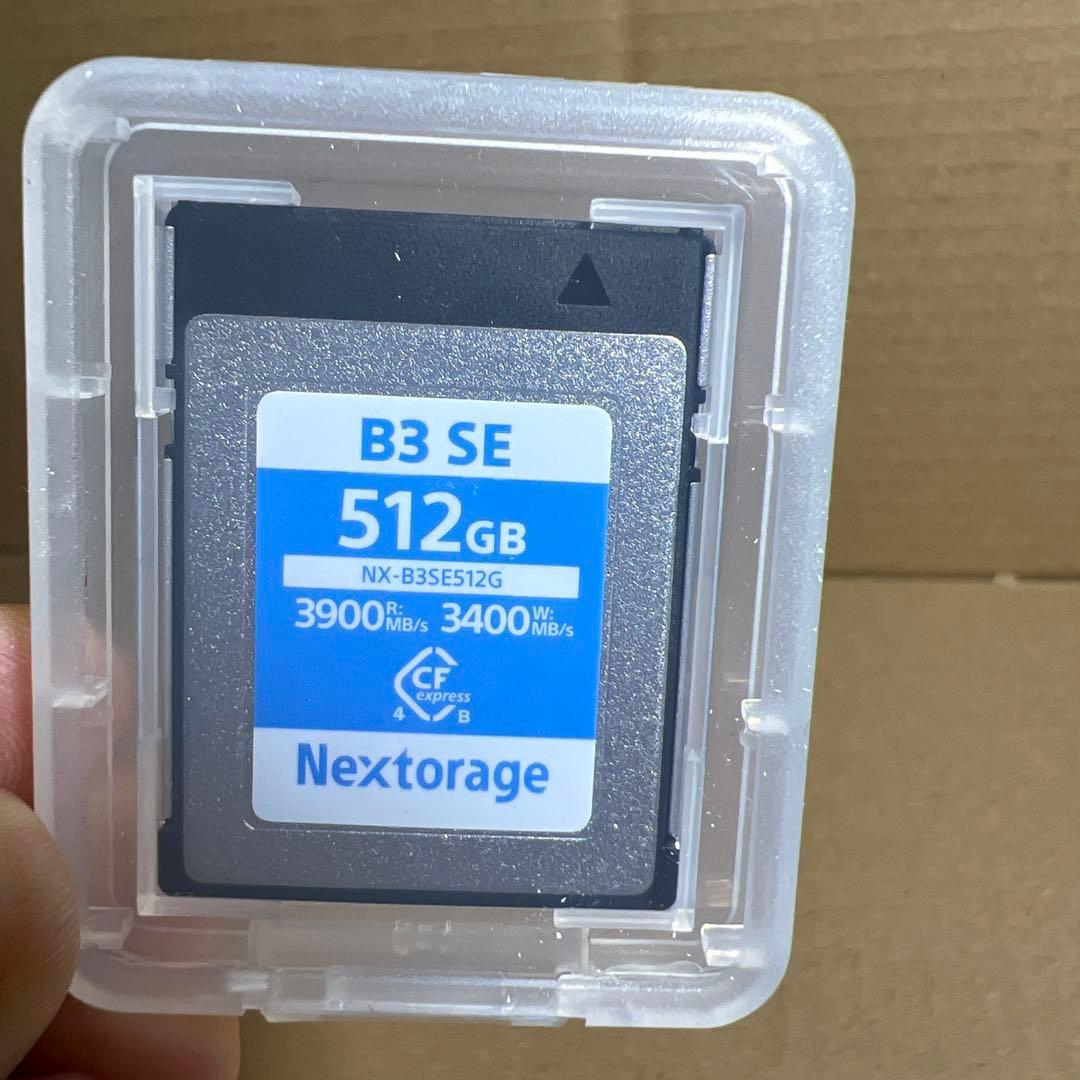 B3 SE
512GB
NX-B3SE512G
3900R:MB/s 3400W:MB/s
CF
express
4 B
Nextorage